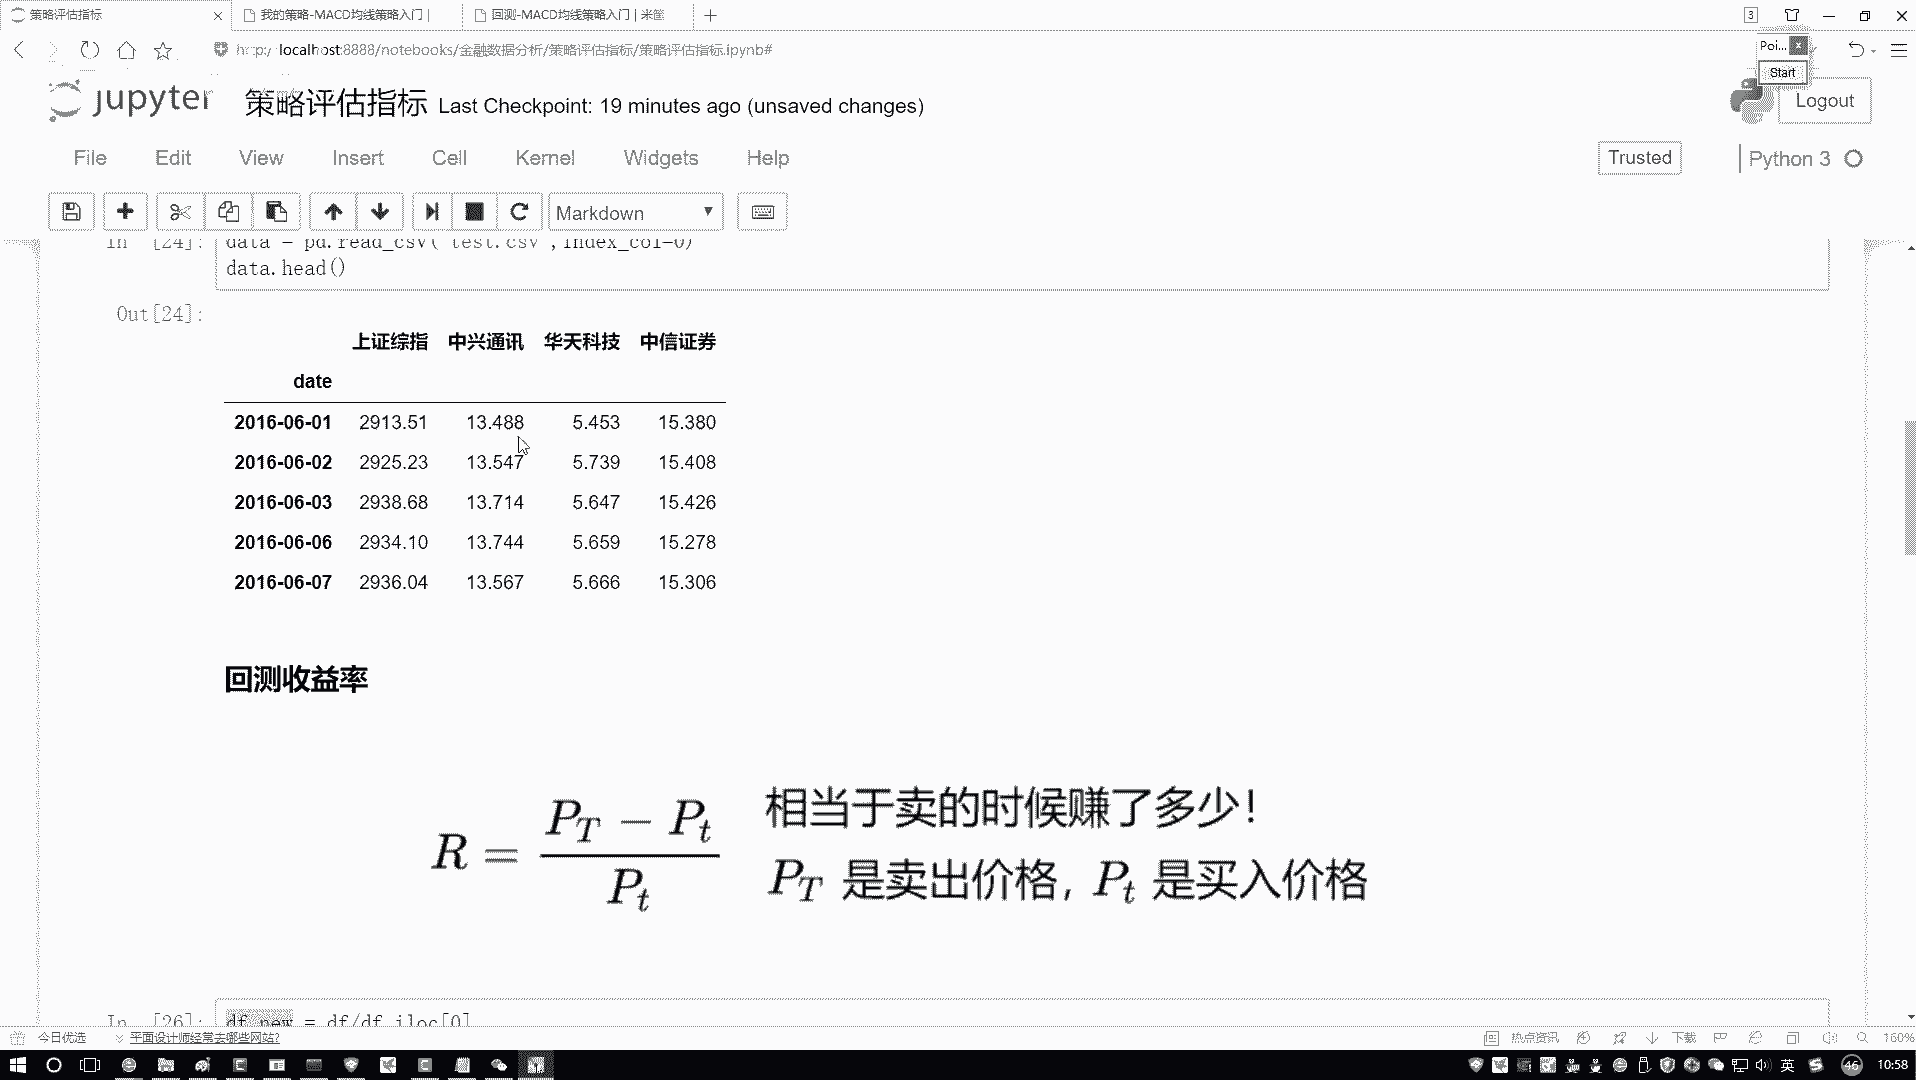 策略评估指标
我的策略-MACD均线策略入门 |
回测-MACD均线策略入门 | 米筐
3
http:/ localhost:8888/notebooks/金融数据分析/策略评估指标/策略评估指标.ipynb#
Poi...
Start
jupyter 策略评估指标 Last Checkpoint: 19 minutes ago (unsaved changes)
Logout
File Edit View Insert Cell Kernel Widgets Help
Trusted
Python 3
Markdown
In [24]: data = pd.read_csv('test.csv',index_col=0)
data.head()
Out[24]:
上证综指 中兴通讯 华天科技 中信证券
date
2016-06-01 2913.51 13.488 5.453 15.380
2016-06-02 2925.23 13.547 5.739 15.408
2016-06-03 2938.68 13.714 5.647 15.426
2016-06-06 2934.10 13.744 5.659 15.278
2016-06-07 2936.04 13.567 5.666 15.306
回测收益率
R = (P_T − P_t) / P_t
相当于卖的时候赚了多少!
P_T 是卖出价格, P_t 是买入价格
In [26]: df_new = df/df.iloc[0]
今日优选
平面设计师经常去哪些网站?
热点资讯
下载
160%
英
46
10:58